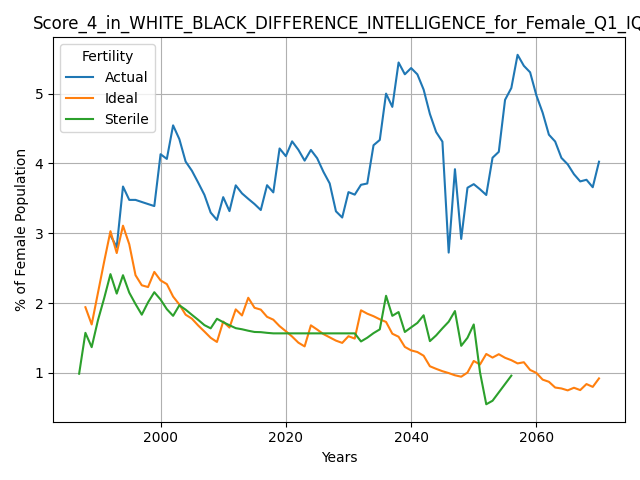 Score_4_in_WHITE_BLACK_DIFFERENCE_INTELLIGENCE_for_Female_Q1_IQ
Fertility
Actual
Ideal
Sterile
% of Female Population
5
4
3
2
1
2000 2020 2040 2060
Years